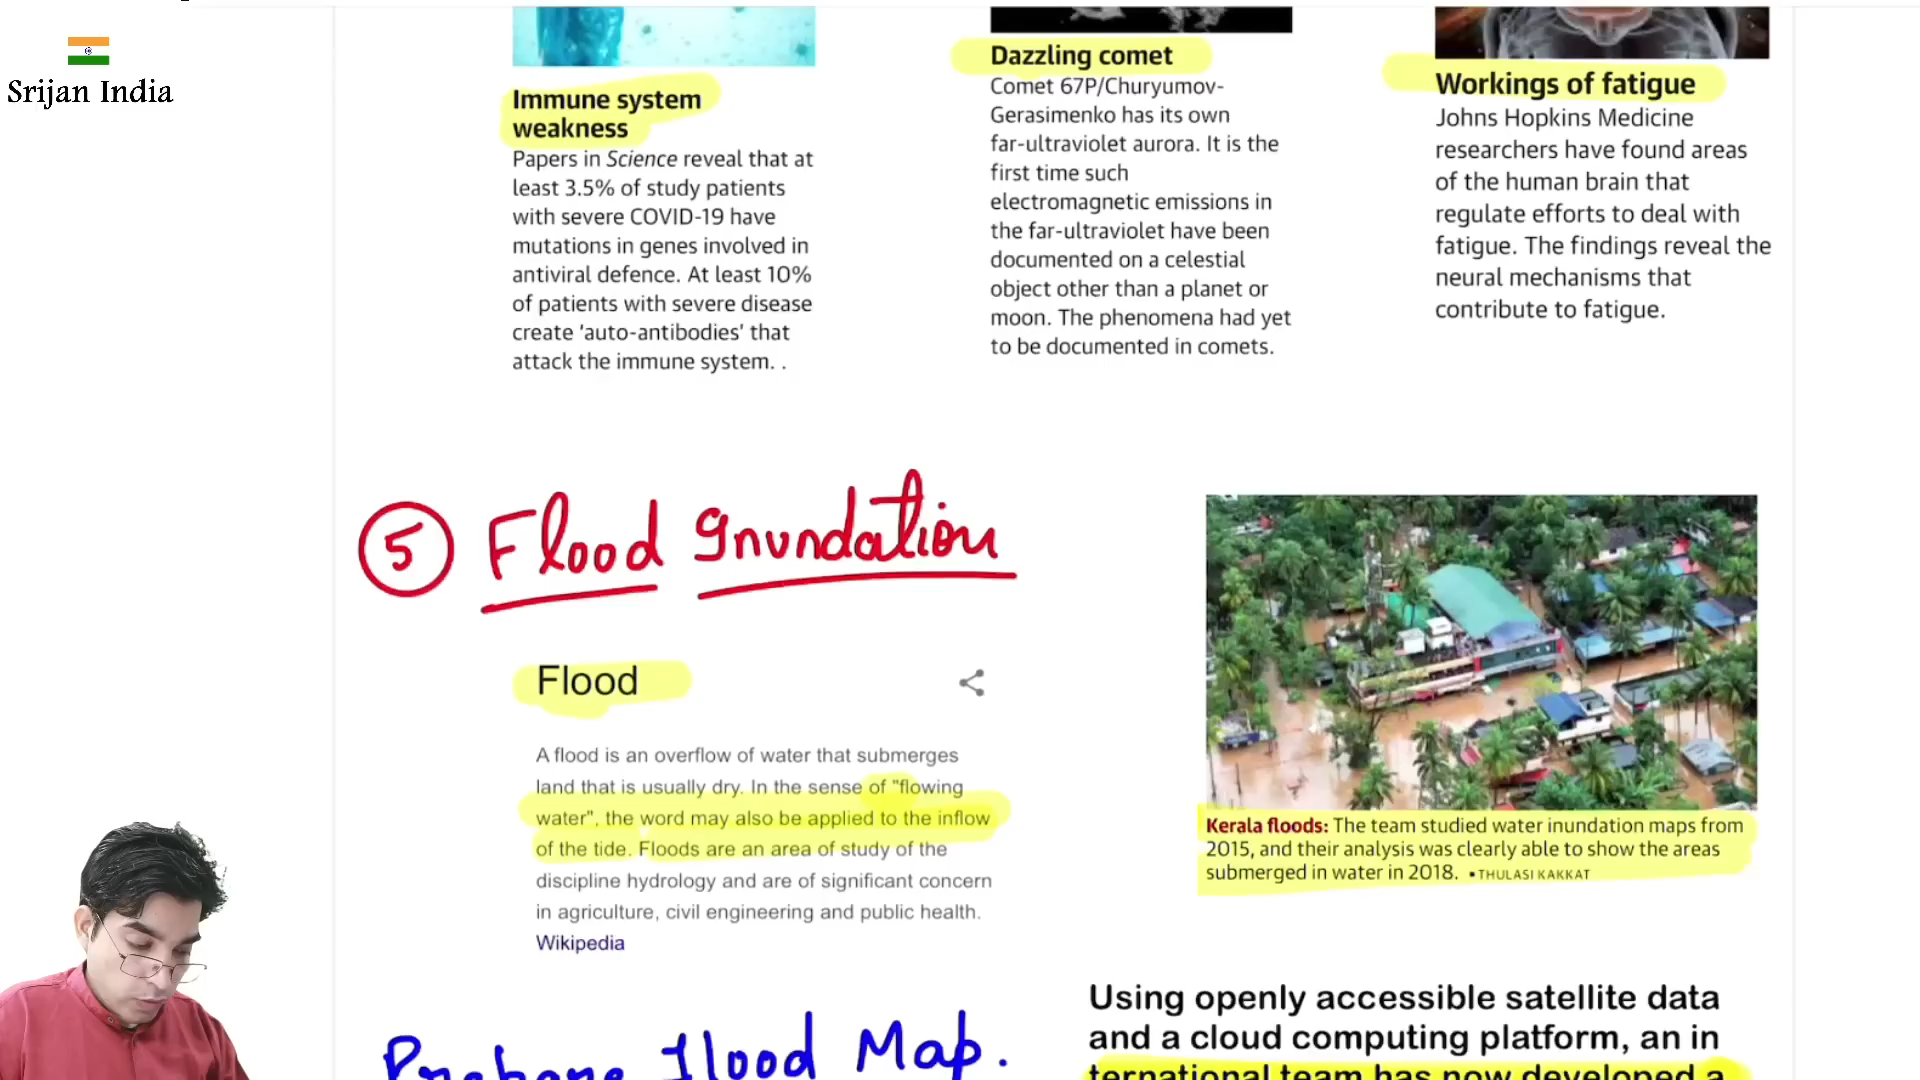 Srijan India
Immune system
weakness
Papers in Science reveal that at
least 3.5% of study patients
with severe COVID-19 have
mutations in genes involved in
antiviral defence. At least 10%
of patients with severe disease
create 'auto-antibodies' that
attack the immune system. .
Dazzling comet
Comet 67P/Churyumov-
Gerasimenko has its own
far-ultraviolet aurora. It is the
first time such
electromagnetic emissions in
the far-ultraviolet have been
documented on a celestial
object other than a planet or
moon. The phenomena had yet
to be documented in comets.
Workings of fatigue
Johns Hopkins Medicine
researchers have found areas
of the human brain that
regulate efforts to deal with
fatigue. The findings reveal the
neural mechanisms that
contribute to fatigue.
5 Flood Inundation
Flood
A flood is an overflow of water that submerges
land that is usually dry. In the sense of "flowing
water", the word may also be applied to the inflow
of the tide. Floods are an area of study of the
discipline hydrology and are of significant concern
in agriculture, civil engineering and public health.
Wikipedia
Kerala floods: The team studied water inundation maps from
2015, and their analysis was clearly able to show the areas
submerged in water in 2018. • THULASI KAKKAT
Prepare Flood Map.
Using openly accessible satellite data
and a cloud computing platform, an in
ternational team has now developed a